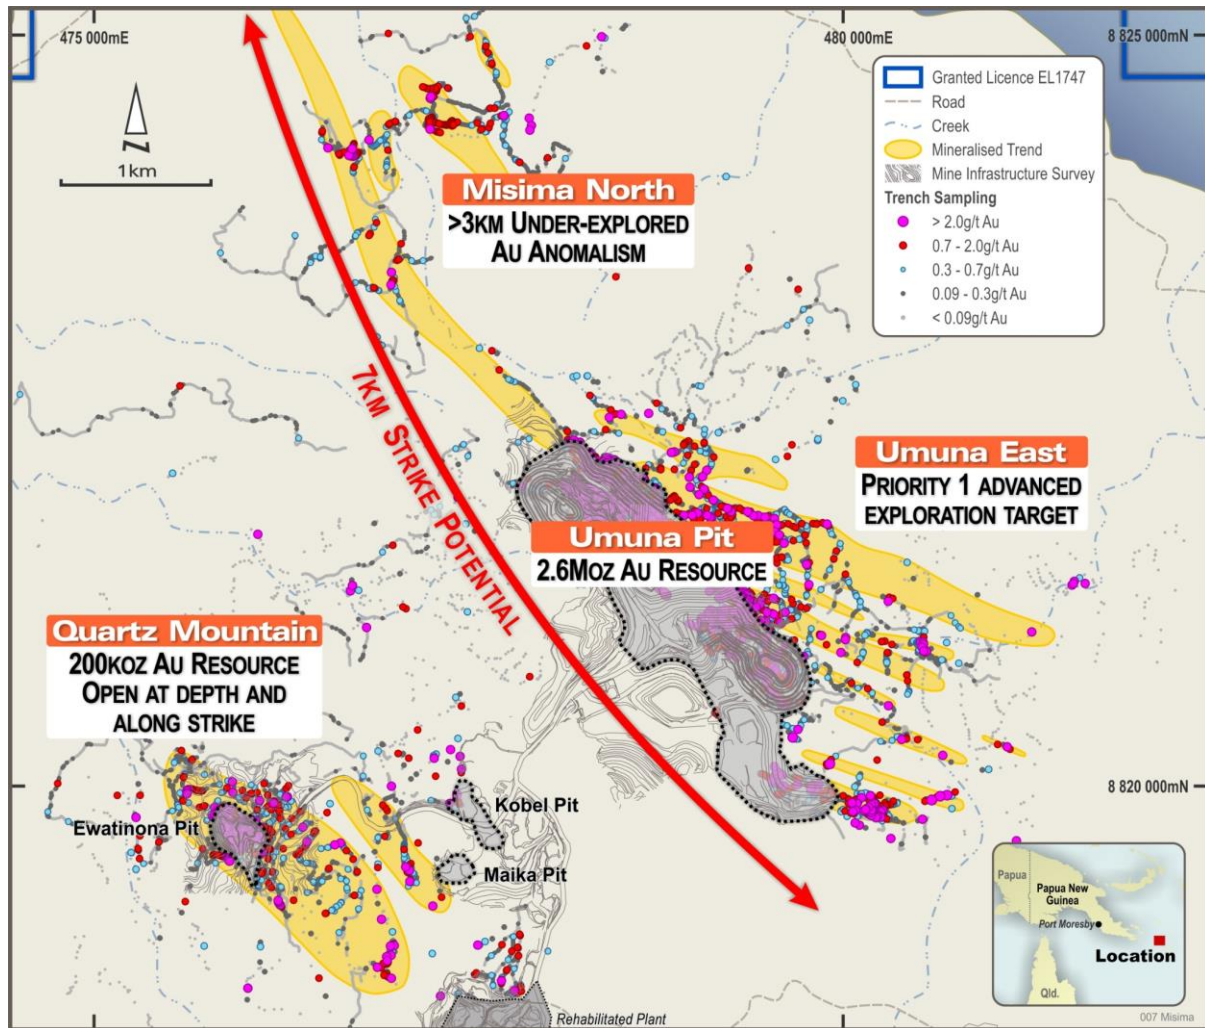 475 000mE
480 000mE
8 825 000mN
N
1km
Granted Licence EL1747
Road
Creek
Mineralised Trend
Mine Infrastructure Survey
Trench Sampling
> 2.0g/t Au
0.7 - 2.0g/t Au
0.3 - 0.7g/t Au
0.09 - 0.3g/t Au
< 0.09g/t Au
Misima North
>3km Under-explored
Au Anomalism
7km Strike Potential
Umuna East
Priority 1 advanced
exploration target
Umuna Pit
2.6Moz Au Resource
Quartz Mountain
200koz Au Resource
Open at depth and
along strike
8 820 000mN
Kobel Pit
Ewatinona Pit
Maika Pit
Papua
Papua New
Guinea
Port Moresby
Location
Qld.
Rehabilitated Plant
007 Misima